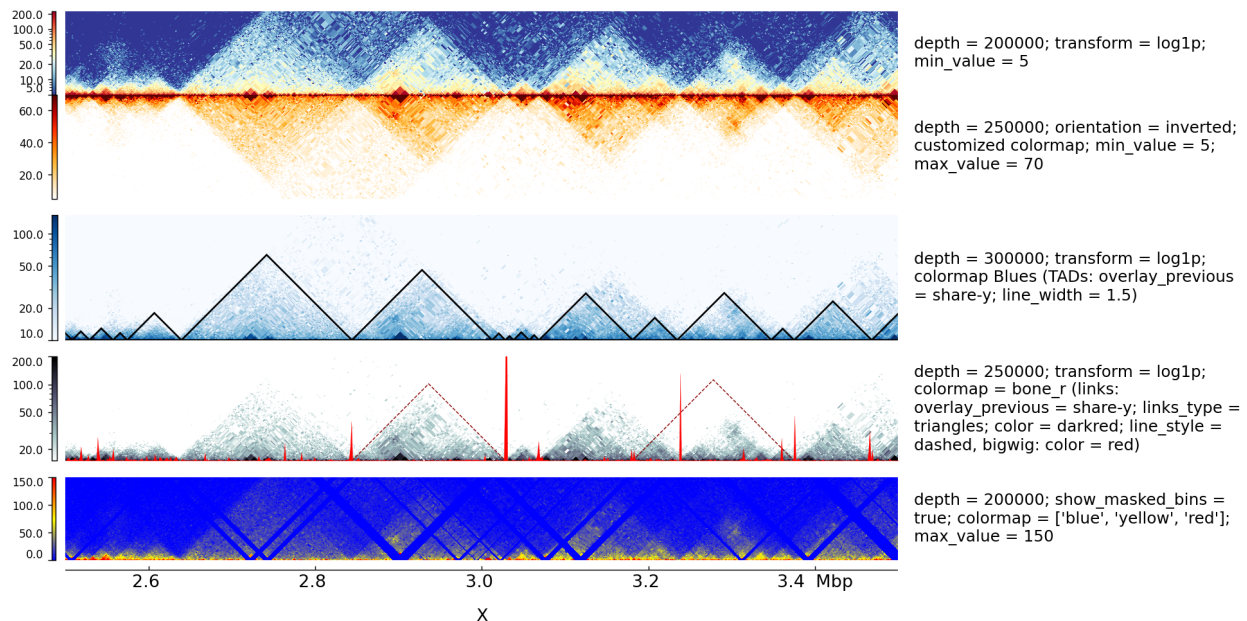 200.0
100.0
50.0
20.0
10.0
5.0
depth = 200000; transform = log1p;
min_value = 5
60.0
40.0
20.0
depth = 250000; orientation = inverted;
customized colormap; min_value = 5;
max_value = 70
100.0
50.0
20.0
10.0
depth = 300000; transform = log1p;
colormap Blues (TADs: overlay_previous
= share-y; line_width = 1.5)
200.0
100.0
50.0
20.0
depth = 250000; transform = log1p;
colormap = bone_r (links:
overlay_previous = share-y; links_type =
triangles; color = darkred; line_style =
dashed, bigwig: color = red)
150.0
100.0
50.0
0.0
depth = 200000; show_masked_bins =
true; colormap = ['blue', 'yellow', 'red'];
max_value = 150
2.6 2.8 3.0 3.2 3.4 Mbp
X